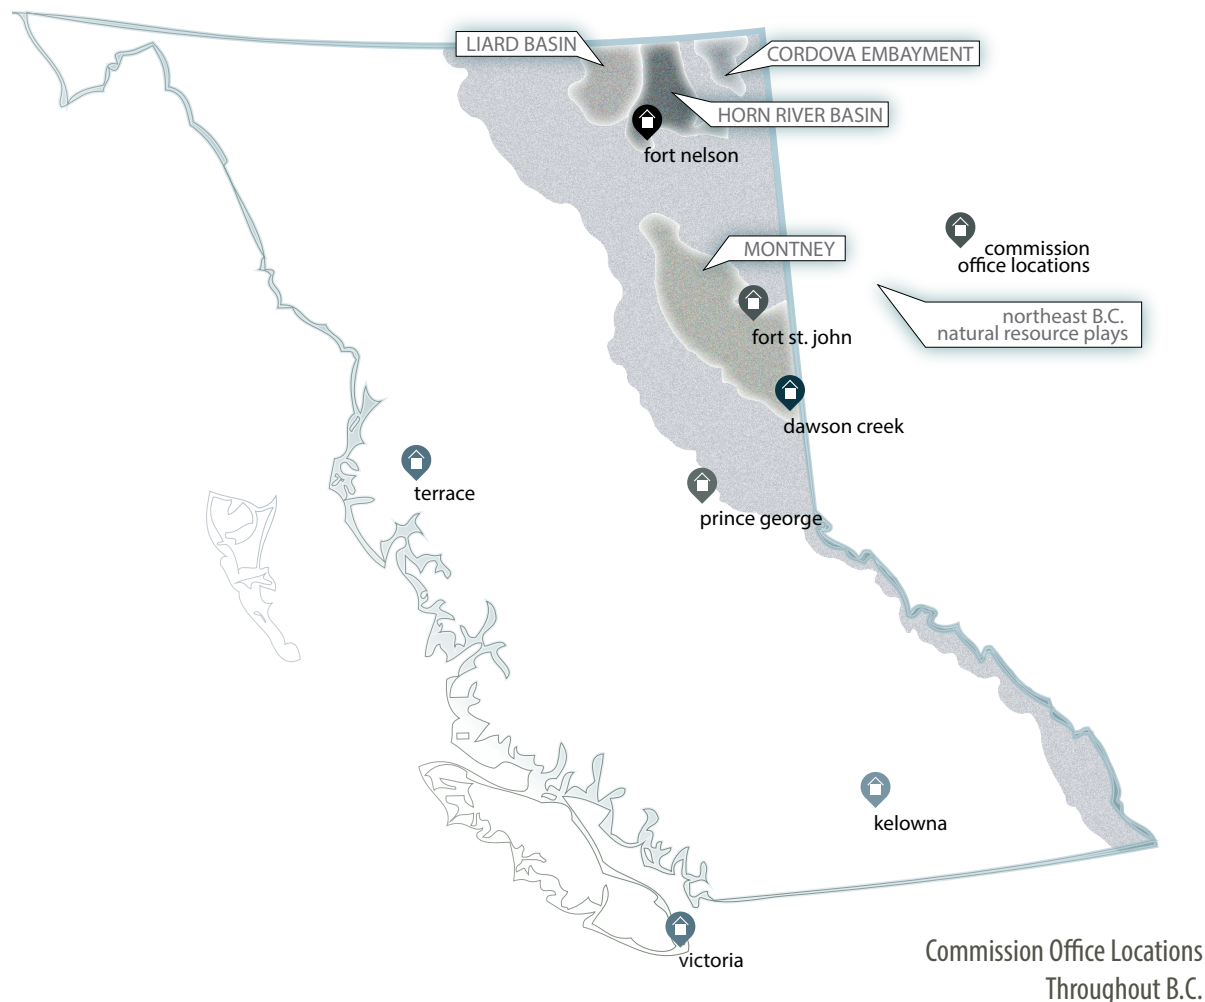 LIARD BASIN
CORDOVA EMBAYMENT
HORN RIVER BASIN
fort nelson
MONTNEY
commission
office locations
fort st. john
northeast B.C.
natural resource plays
dawson creek
terrace
prince george
kelowna
victoria
Commission Office Locations
Throughout B.C.